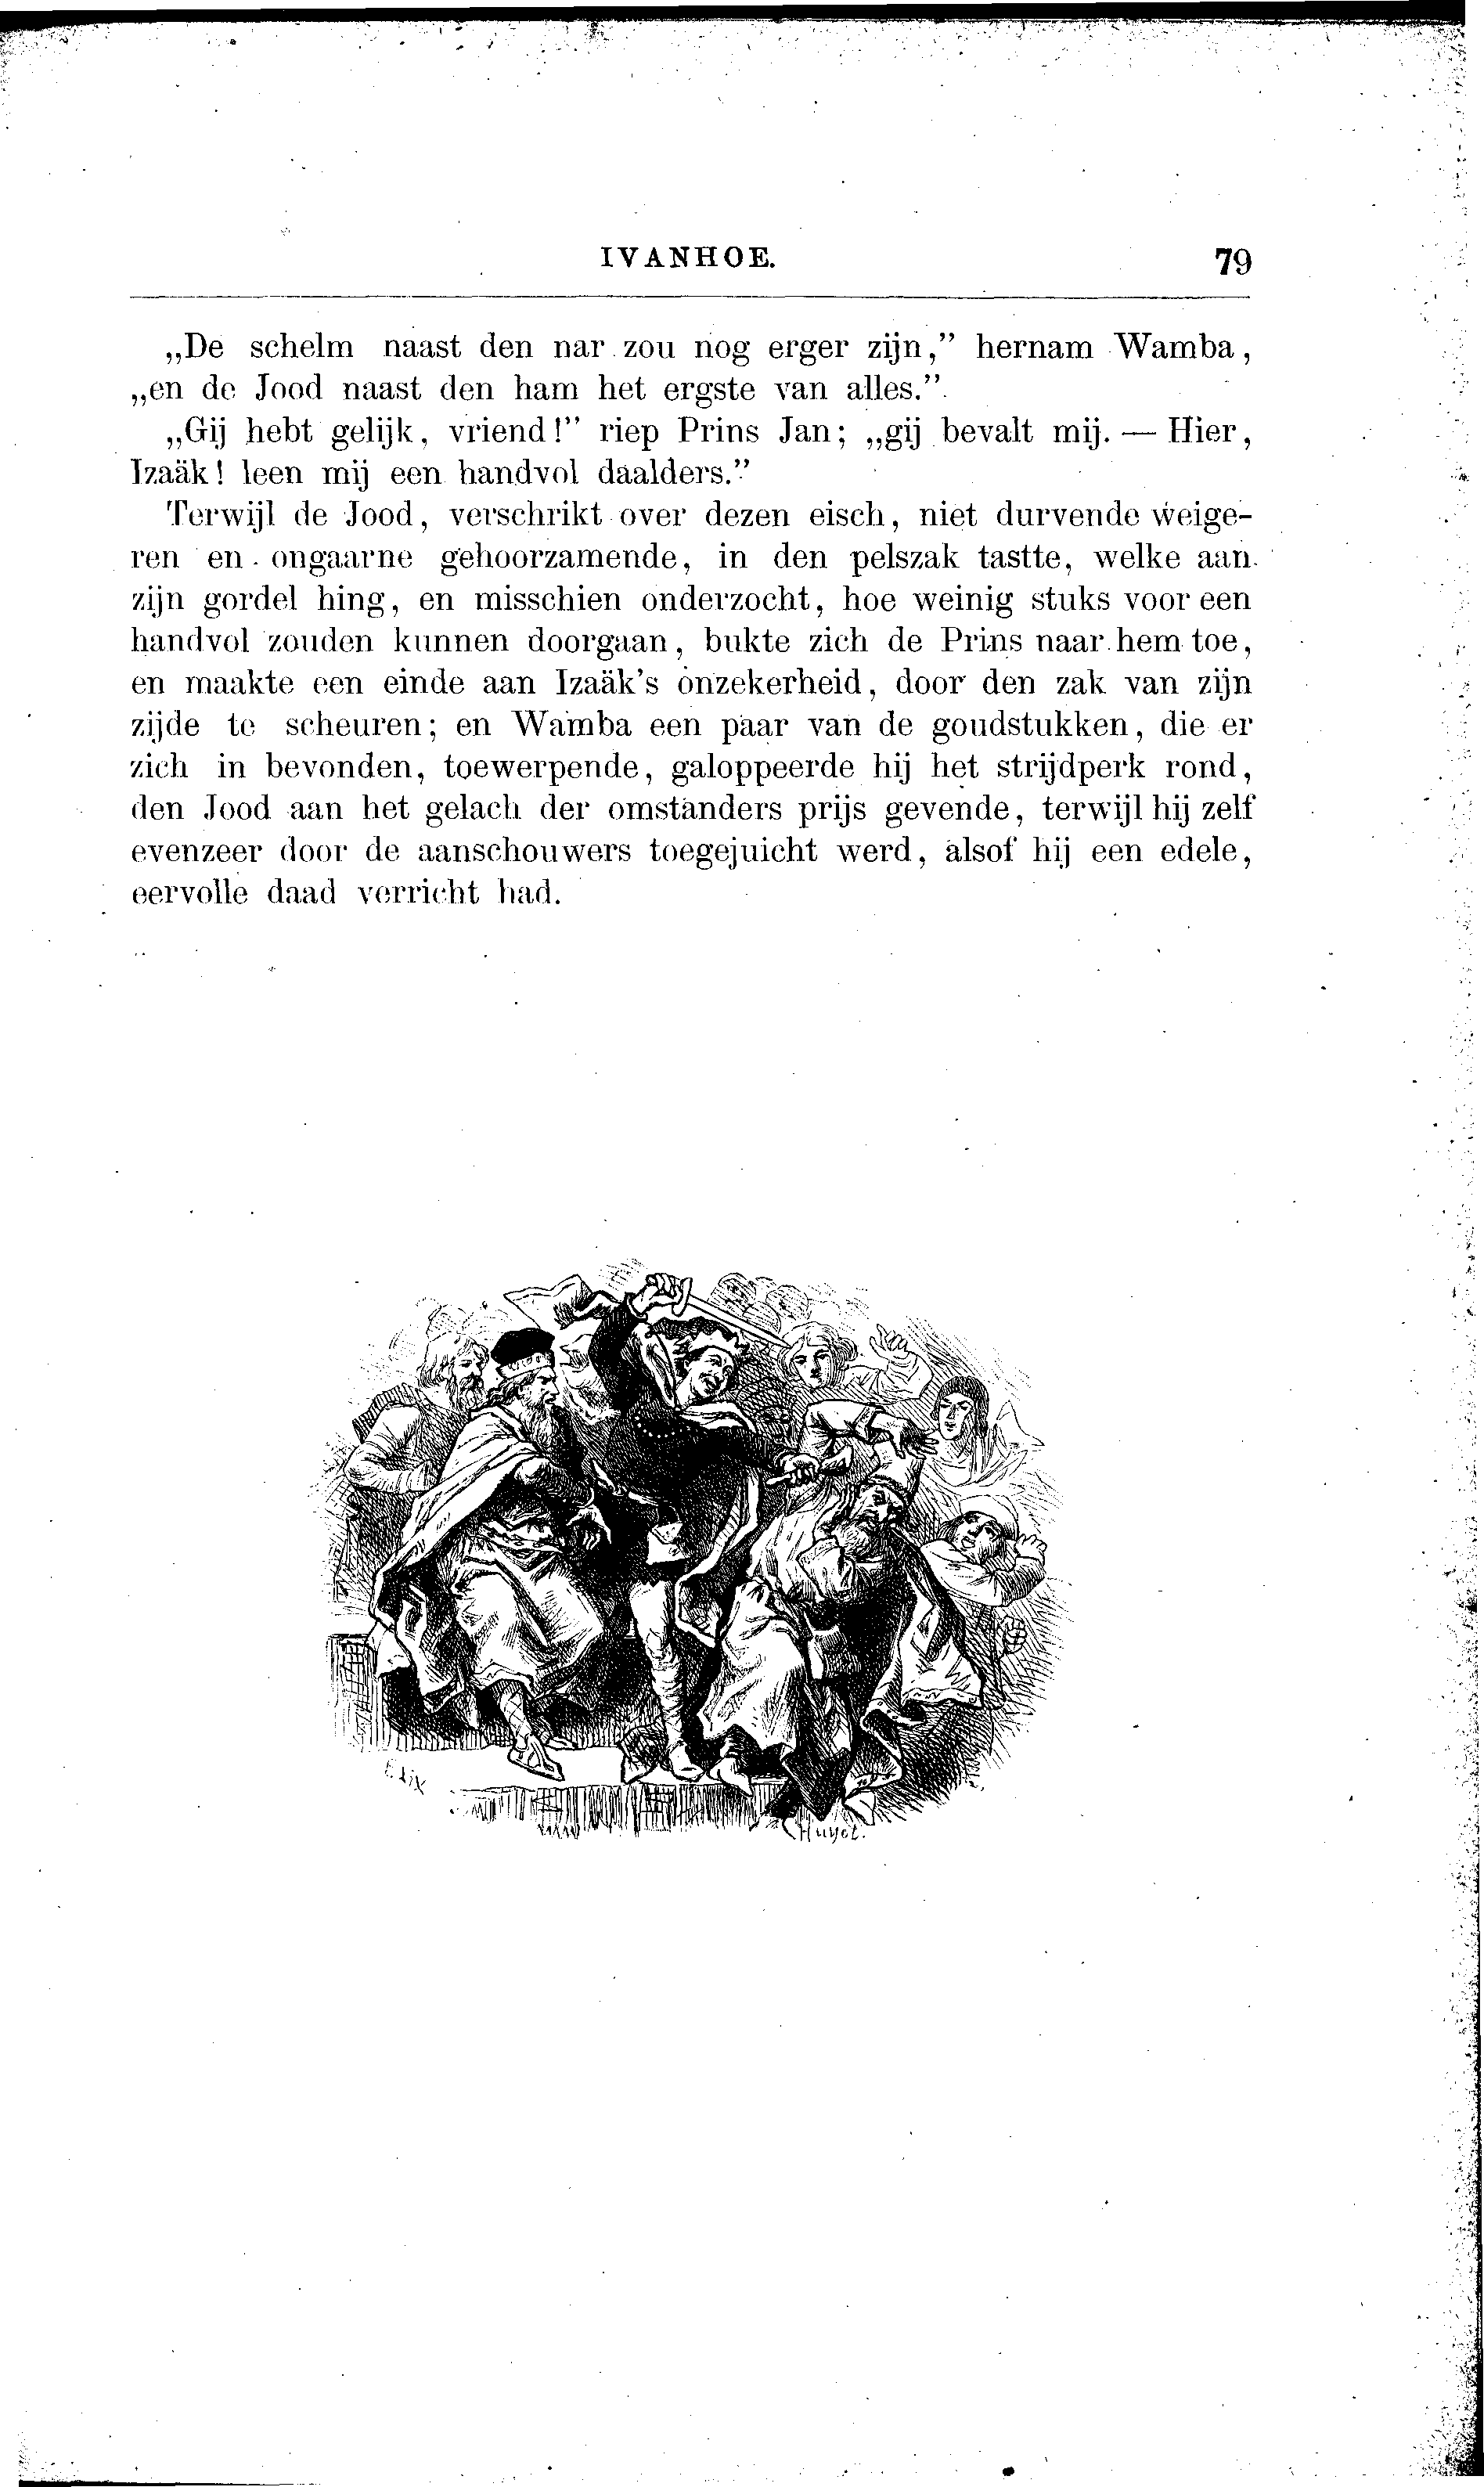 IVANHOE. 79
„De schelm naast den nar zou nog erger zijn,” hernam Wamba,
„en de Jood naast den ham het ergste van alles.”
„Gij hebt gelijk, vriend!” riep Prins Jan; „gij bevalt mij. — Hier,
Izaäk! leen mij een handvol daalders.”
Terwijl de Jood, verschrikt over dezen eisch, niet durvende weige-
ren en ongaarne gehoorzamende, in den pelszak tastte, welke aan
zijn gordel hing, en misschien onderzocht, hoe weinig stuks voor een
handvol zouden kunnen doorgaan, bukte zich de Prins naar hem toe,
en maakte een einde aan Izaäk's onzekerheid, door den zak van zijn
zijde te scheuren; en Wamba een paar van de goudstukken, die er
zich in bevonden, toewerpende, galoppeerde hij het strijdperk rond,
den Jood aan het gelach der omstanders prijs gevende, terwijl hij zelf
evenzeer door de aanschouwers toegejuicht werd, alsof hij een edele,
eervolle daad verricht had.
Huyot.